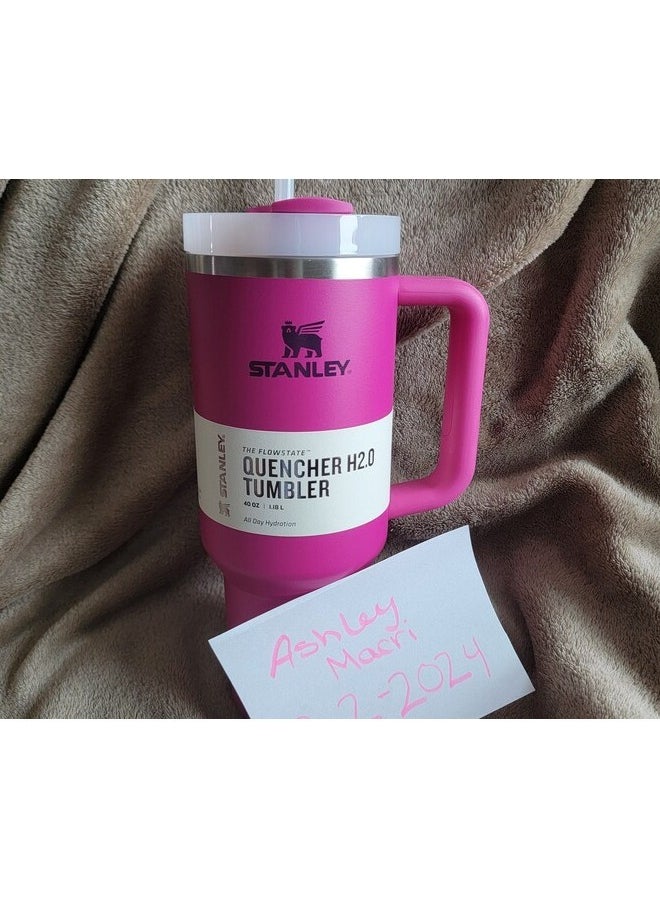 STANLEY
STANLEY
THE FLOWSTATE™
QUENCHER H2.0
TUMBLER
40 OZ | 1.18 L
All Day Hydration
Ashley
Macri
2-2024